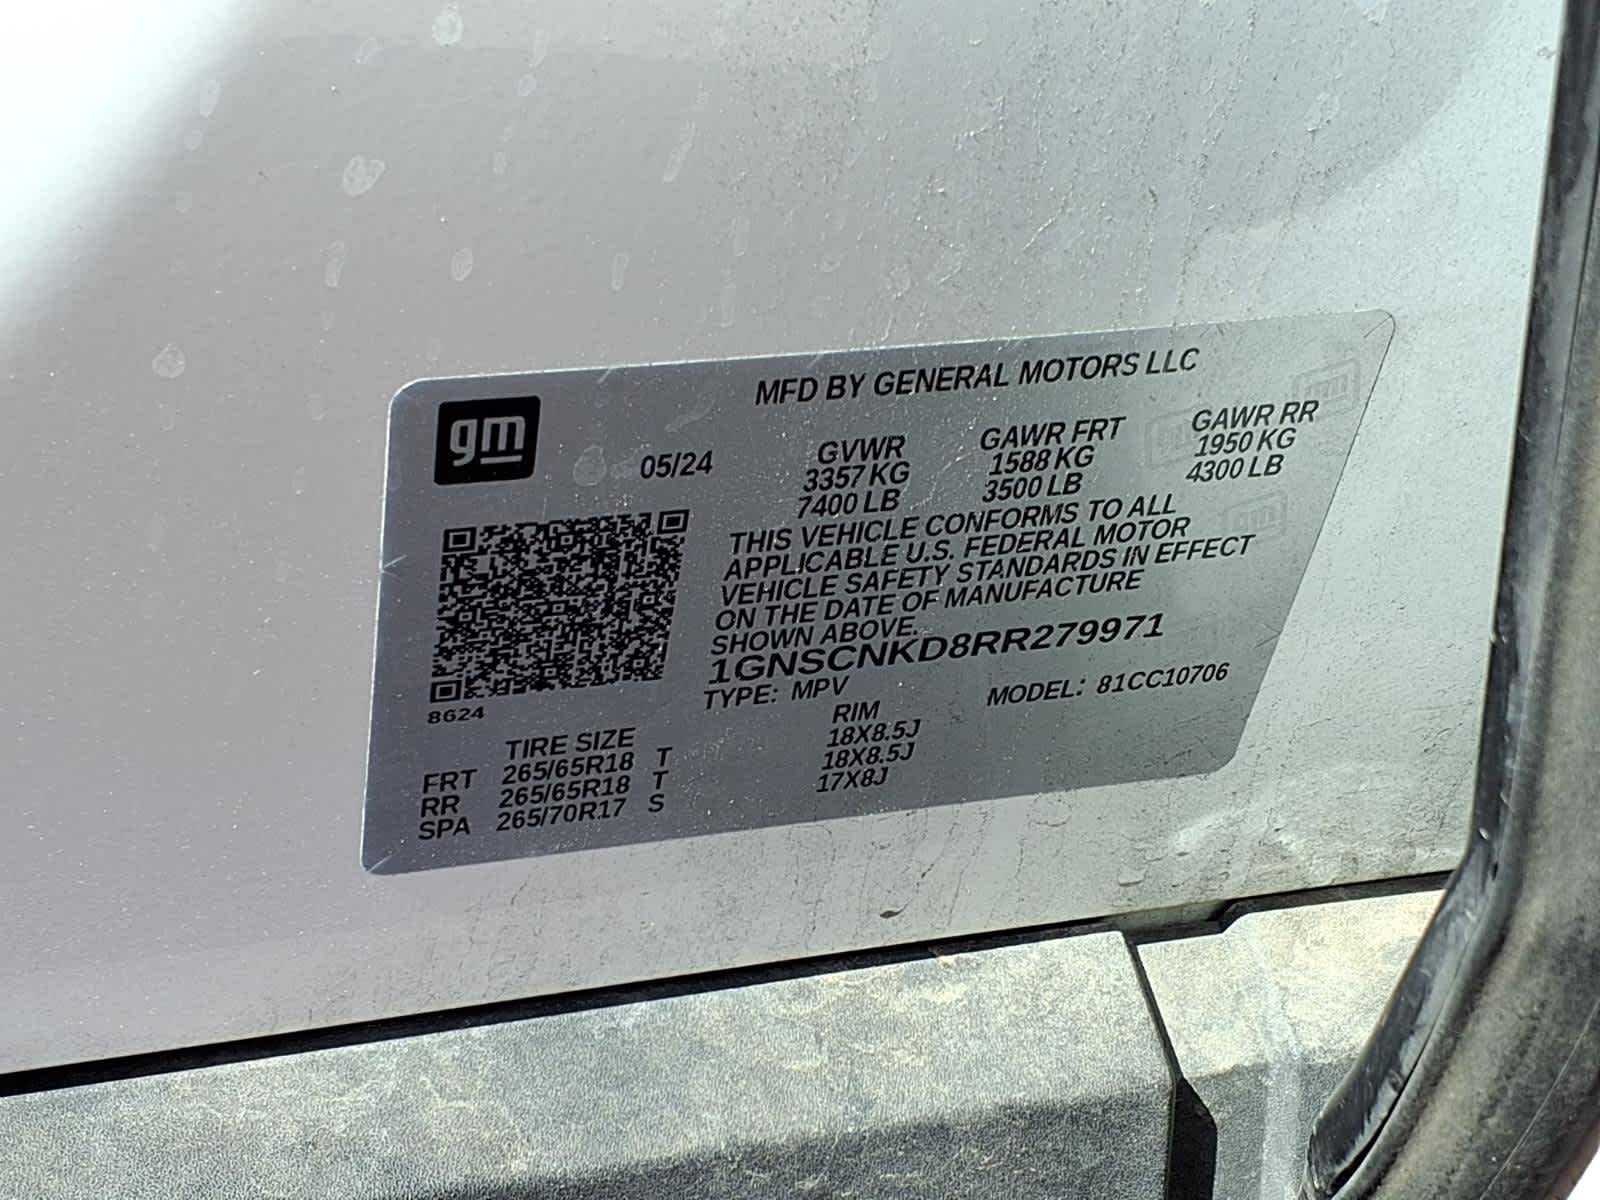 MFD BY GENERAL MOTORS LLC
gm
05/24
GVWR GAWR FRT GAWR RR
3357 KG 1588 KG 1950 KG
7400 LB 3500 LB 4300 LB
THIS VEHICLE CONFORMS TO ALL
APPLICABLE U.S. FEDERAL MOTOR
VEHICLE SAFETY STANDARDS IN EFFECT
ON THE DATE OF MANUFACTURE
SHOWN ABOVE.
1GNSCNKD8RR279971
TYPE: MPV MODEL: 81CC10706
8624
TIRE SIZE RIM
FRT 265/65R18 T 18X8.5J
RR 265/65R18 T 18X8.5J
SPA 265/70R17 S 17X8J